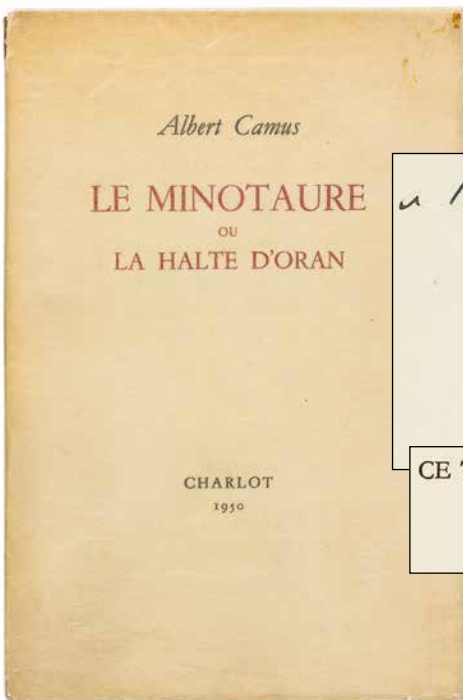 Albert Camus
LE MINOTAURE
OU
LA HALTE D'ORAN
CHARLOT
1950
CE